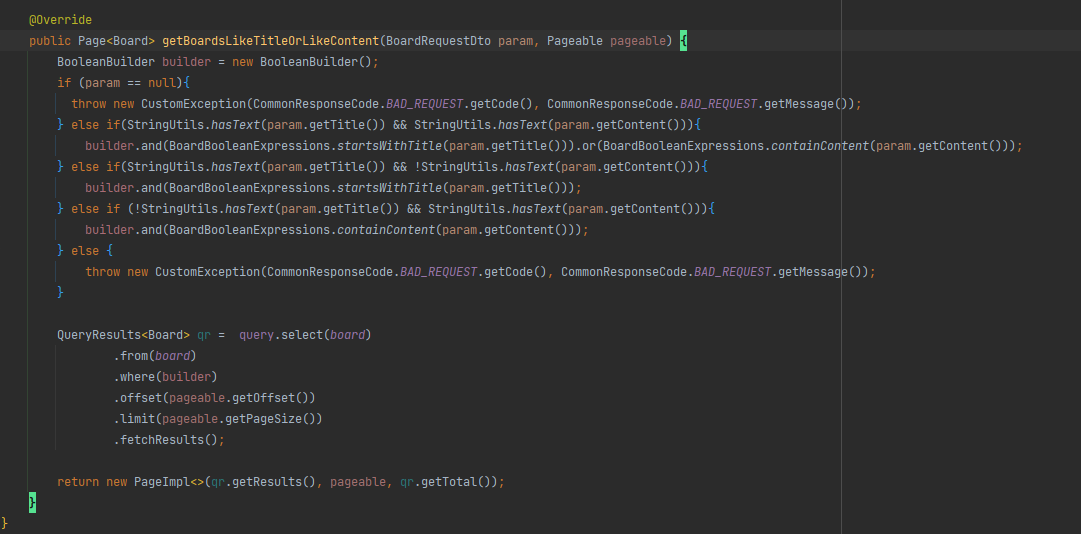 @Override
public Page<Board> getBoardsLikeTitleOrLikeContent(BoardRequestDto param, Pageable pageable) {
    BooleanBuilder builder = new BooleanBuilder();
    if (param == null){
      throw new CustomException(CommonResponseCode.BAD_REQUEST.getCode(), CommonResponseCode.BAD_REQUEST.getMessage());
    } else if(StringUtils.hasText(param.getTitle()) && StringUtils.hasText(param.getContent())){
        builder.and(BoardBooleanExpressions.startsWithTitle(param.getTitle())).or(BoardBooleanExpressions.containContent(param.getContent()));
    } else if(StringUtils.hasText(param.getTitle()) && !StringUtils.hasText(param.getContent())){
        builder.and(BoardBooleanExpressions.startsWithTitle(param.getTitle()));
    } else if (!StringUtils.hasText(param.getTitle()) && StringUtils.hasText(param.getContent())){
        builder.and(BoardBooleanExpressions.containContent(param.getContent()));
    } else {
        throw new CustomException(CommonResponseCode.BAD_REQUEST.getCode(), CommonResponseCode.BAD_REQUEST.getMessage());
    }
    QueryResults<Board> qr =  query.select(board)
            .from(board)
            .where(builder)
            .offset(pageable.getOffset())
            .limit(pageable.getPageSize())
            .fetchResults();
    return new PageImpl<>(qr.getResults(), pageable, qr.getTotal());
}
}